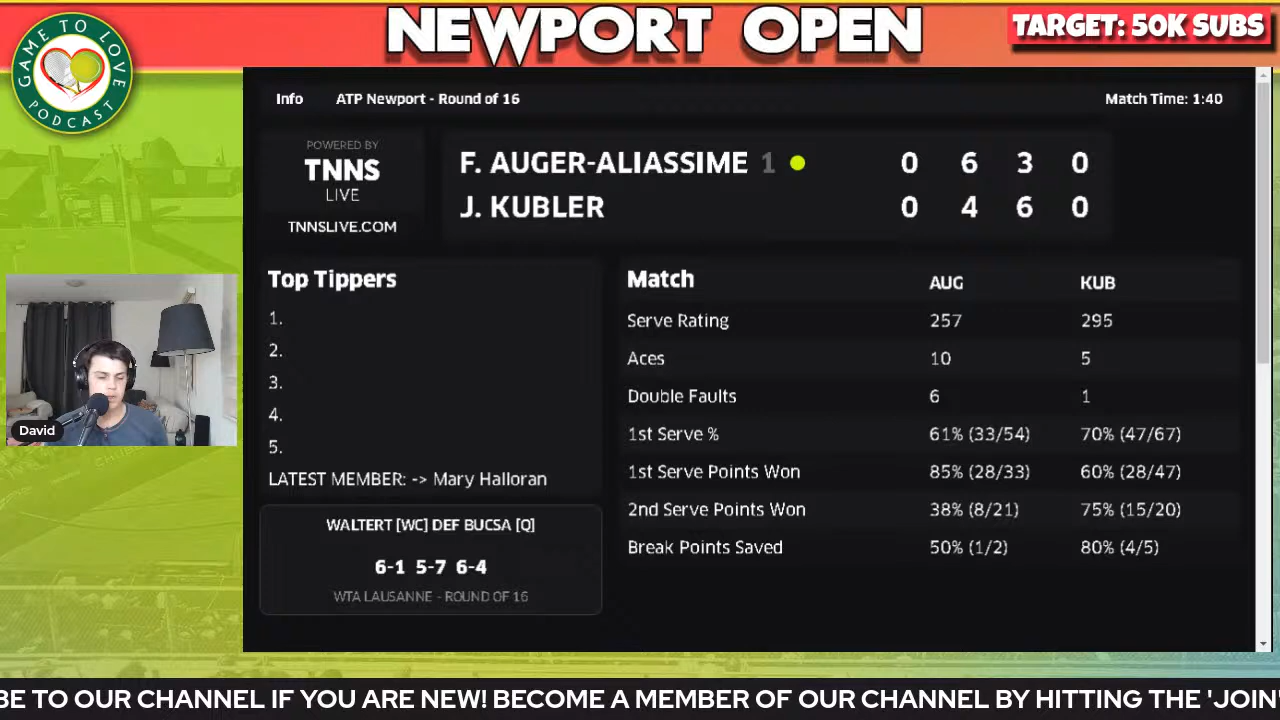 GAME TO LOVE
PODCAST
NEWPORT OPEN
TARGET: 50K SUBS
Info ATP Newport - Round of 16 Match Time: 1:40
POWERED BY
TNNS
LIVE
TNNSLIVE.COM
F. AUGER-ALIASSIME 1 0 6 3 0
J. KUBLER 0 4 6 0
Top Tippers
1.
2.
3.
4.
5.
LATEST MEMBER: -> Mary Halloran
WALTERT [WC] DEF BUCSA [Q]
6-1 5-7 6-4
WTA LAUSANNE - ROUND OF 16
Match AUG KUB
Serve Rating 257 295
Aces 10 5
Double Faults 6 1
1st Serve % 61% (33/54) 70% (47/67)
1st Serve Points Won 85% (28/33) 60% (28/47)
2nd Serve Points Won 38% (8/21) 75% (15/20)
Break Points Saved 50% (1/2) 80% (4/5)
David
BE TO OUR CHANNEL IF YOU ARE NEW! BECOME A MEMBER OF OUR CHANNEL BY HITTING THE 'JOIN'